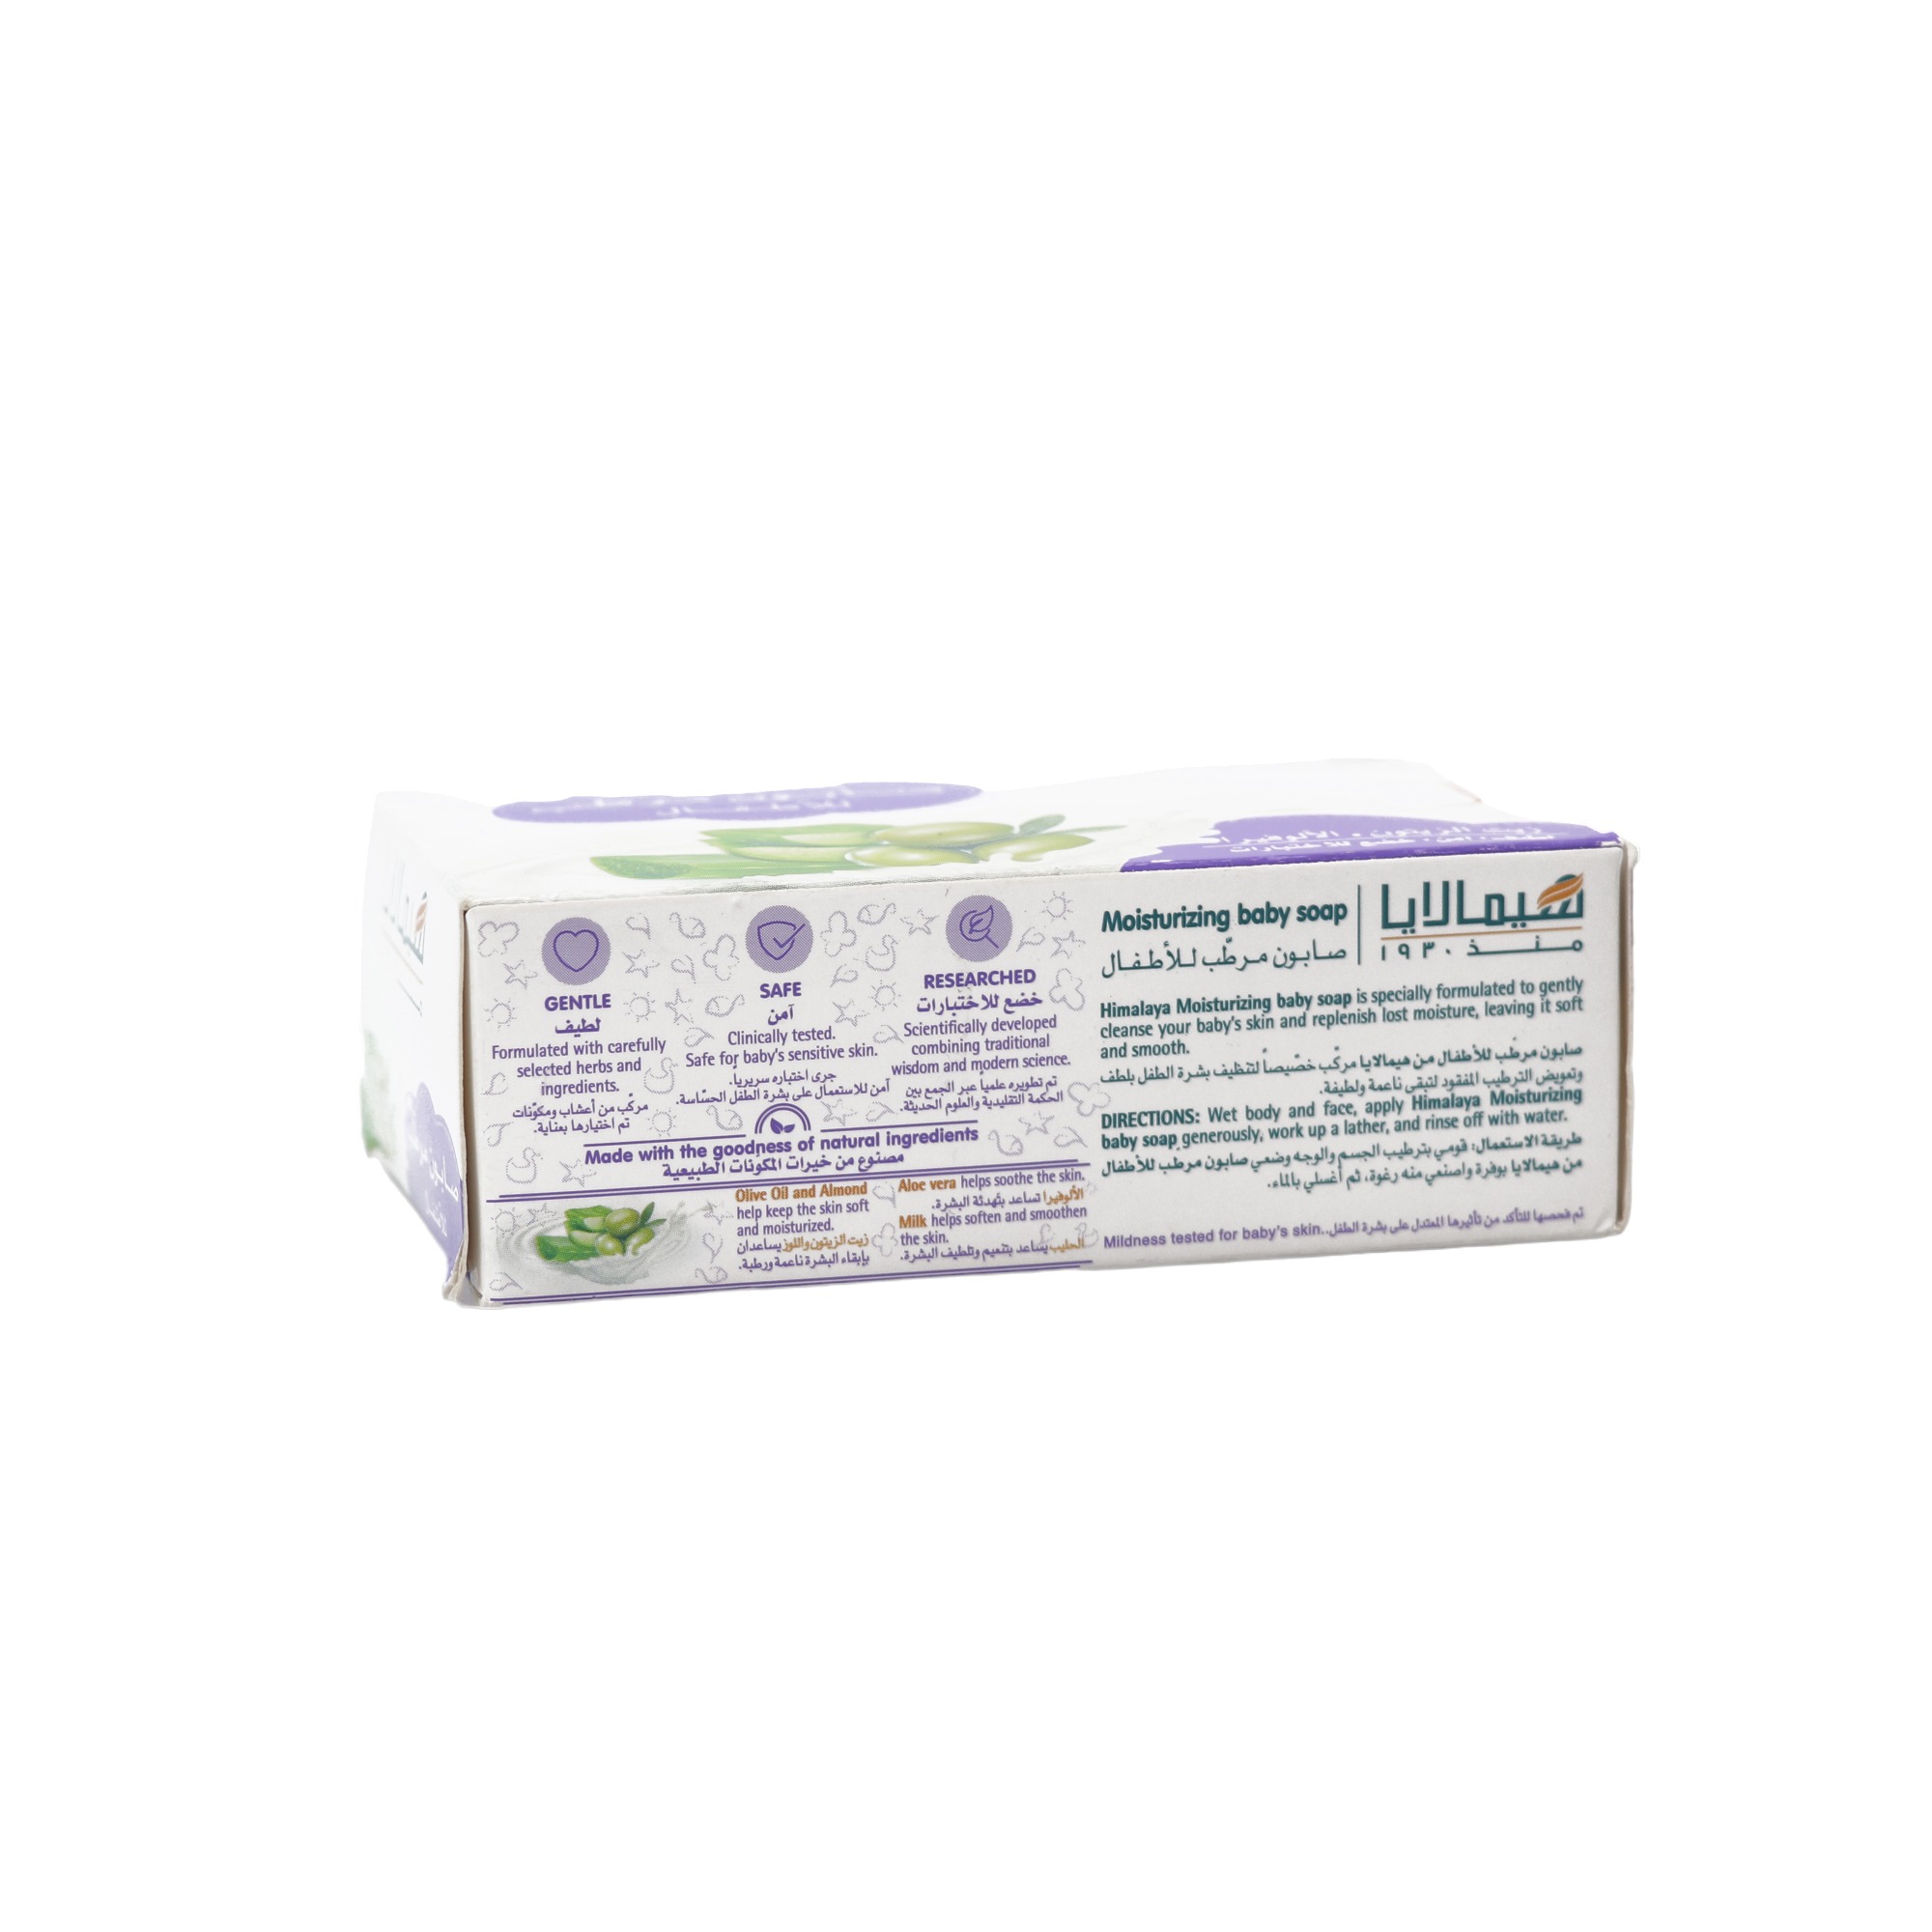 زيت الزيتون • الألوفيرا
هيمالايا
منذ ١٩٣٠
Moisturizing baby soap
صابون مرطّب للأطفال
GENTLE
لطيف
Formulated with carefully
selected herbs and
ingredients.
مركّب من أعشاب ومكوّنات
تم اختيارها بعناية.
SAFE
آمن
Clinically tested.
Safe for baby's sensitive skin.
جرى اختباره سريرياً.
آمن للاستعمال على بشرة الطفل الحسّاسة.
RESEARCHED
خضع للاختبارات
Scientifically developed
combining traditional
wisdom and modern science.
تم تطويره علمياً عبر الجمع بين
الحكمة التقليدية والعلوم الحديثة.
Made with the goodness of natural ingredients
مصنوع من خيرات المكونات الطبيعية
Olive Oil and Almond
help keep the skin soft
and moisturized.
زيت الزيتون واللوز يساعدان
بإبقاء البشرة ناعمة ورطبة.
Aloe vera helps soothe the skin.
الألوفيرا تساعد بتهدئة البشرة.
Milk helps soften and smoothen
the skin.
الحليب يساعد بتنعيم وتلطيف البشرة.
Himalaya Moisturizing baby soap is specially formulated to gently
cleanse your baby's skin and replenish lost moisture, leaving it soft
and smooth.
صابون مرطّب للأطفال من هيمالايا مركّب خصّيصاً لتنظيف بشرة الطفل بلطف
وتعويض الترطيب المفقود لتبقى ناعمة ولطيفة.
DIRECTIONS: Wet body and face, apply Himalaya Moisturizing
baby soap generously, work up a lather, and rinse off with water.
طريقة الاستعمال: قومي بترطيب الجسم والوجه وضعي صابون مرطب للأطفال
من هيمالايا بوفرة واصنعي منه رغوة، ثم أغسلي بالماء.
Mildness tested for baby's skin..تم فحصها للتأكد من تأثيرها المعتدل على بشرة الطفل